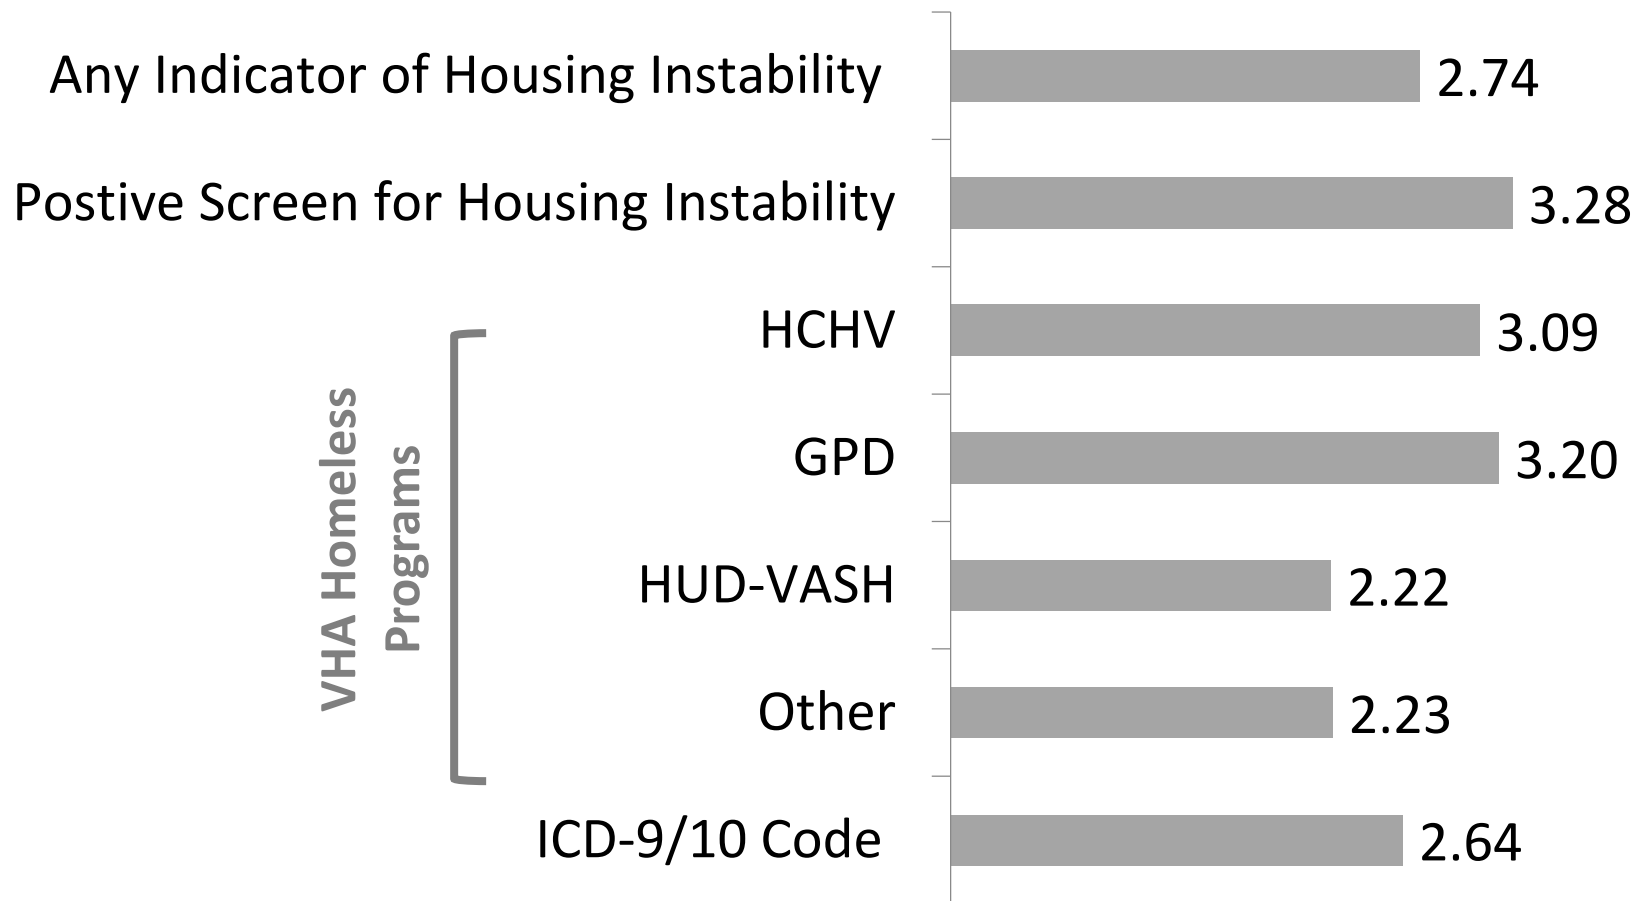 Any Indicator of Housing Instability 2.74
Postive Screen for Housing Instability 3.28
VHA Homeless
Programs
HCHV 3.09
GPD 3.20
HUD-VASH 2.22
Other 2.23
ICD-9/10 Code 2.64